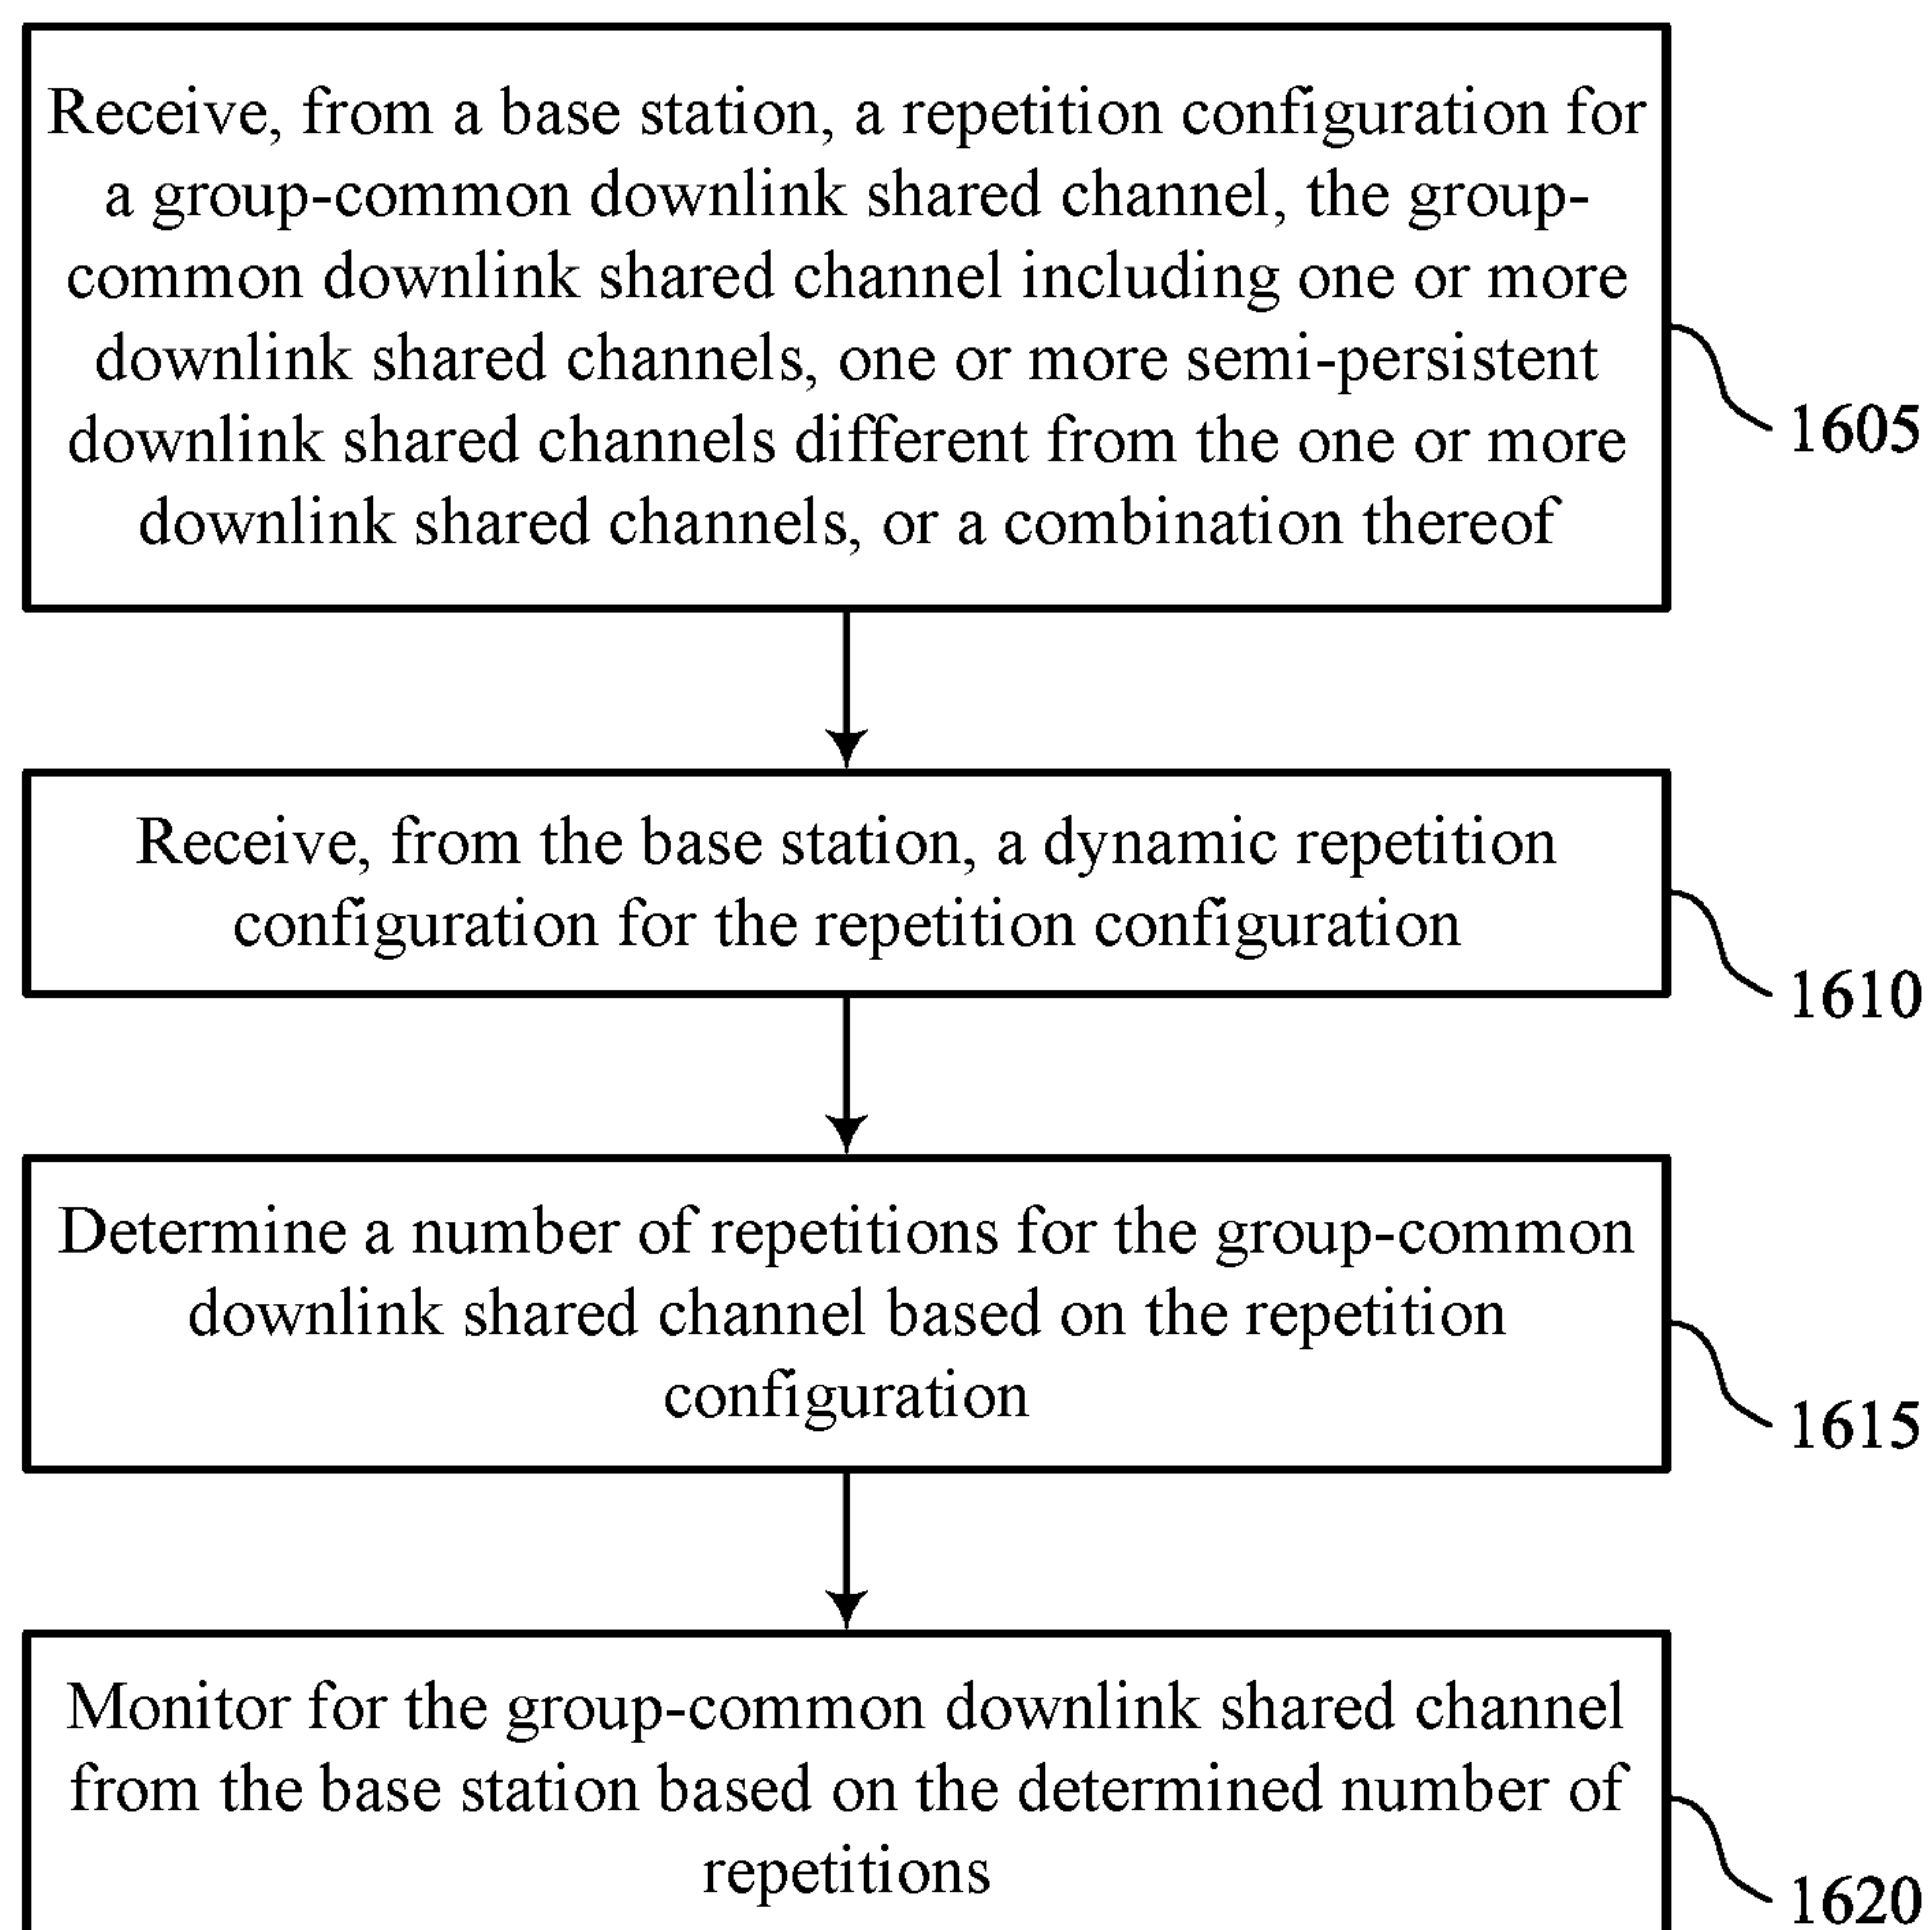 Receive, from a base station, a repetition configuration for
a group-common downlink shared channel, the group-
common downlink shared channel including one or more
downlink shared channels, one or more semi-persistent
downlink shared channels different from the one or more
downlink shared channels, or a combination thereof
1605
Receive, from the base station, a dynamic repetition
configuration for the repetition configuration
1610
Determine a number of repetitions for the group-common
downlink shared channel based on the repetition
configuration
1615
Monitor for the group-common downlink shared channel
from the base station based on the determined number of
repetitions
1620